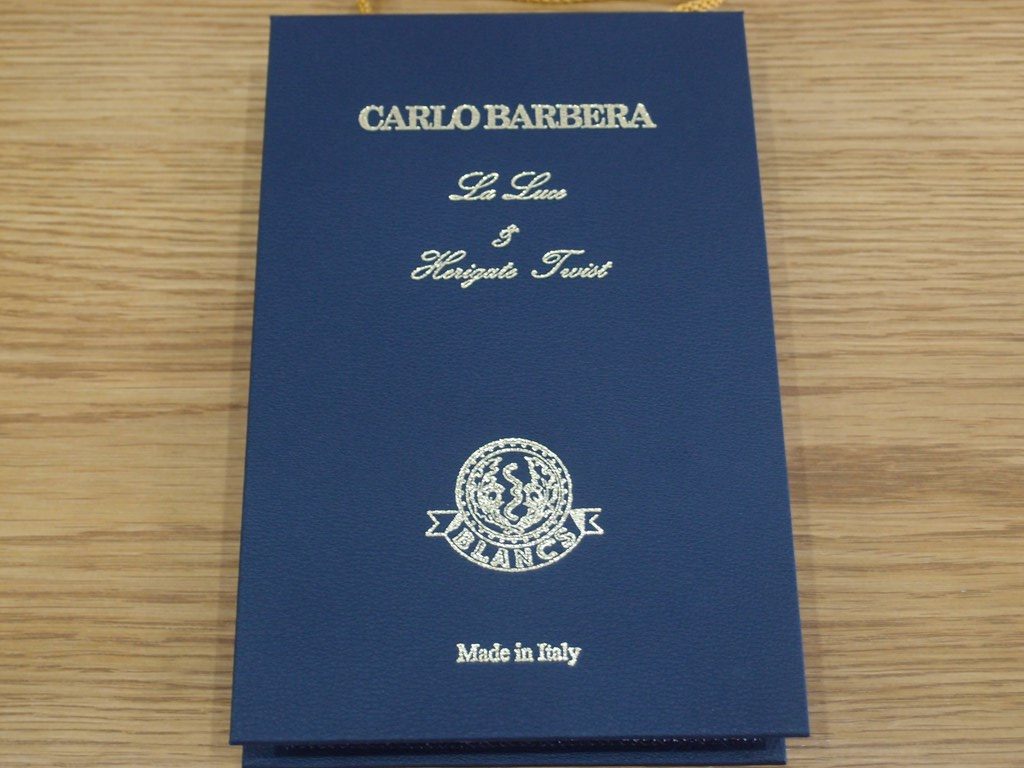 CARLO BARBERA
La Luce
&
Herigate Twist
BLANCS
Made in Italy